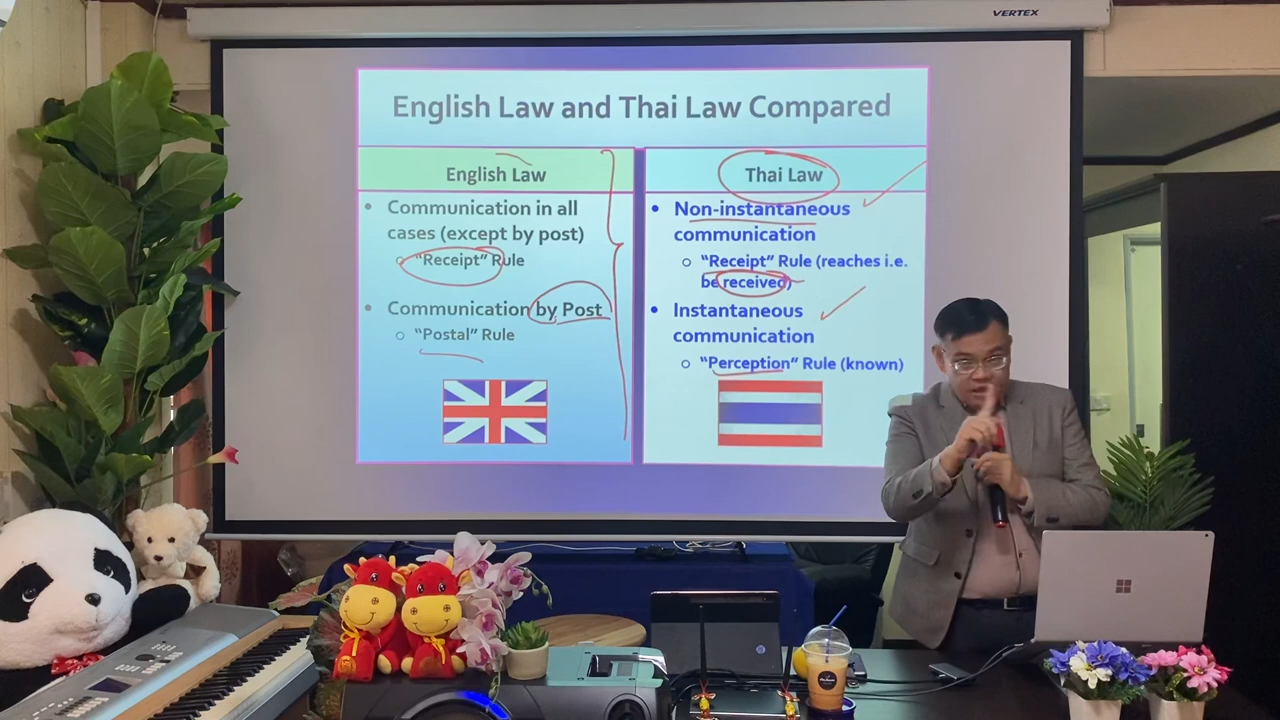 VERTEX
English Law and Thai Law Compared
English Law
• Communication in all
cases (except by post)
○ “Receipt” Rule
• Communication by Post
○ “Postal” Rule
Thai Law
• Non-instantaneous
communication
○ “Receipt” Rule (reaches i.e.
be received)
• Instantaneous
communication
○ “Perception” Rule (known)